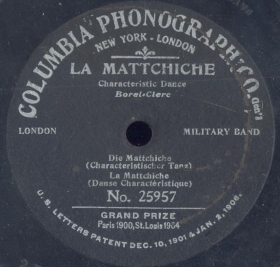 COLUMBIA PHONOGRAPH CO. Gen'l
NEW YORK - LONDON
LA MATTCHICHE
Characteristic Dance
Borel-Clerc
LONDON MILITARY BAND
Die Mattchiche
(Characteristischer Tanz)
La Mattchiche
(Danse Charactéristique)
No. 25957
GRAND PRIZE
Paris 1900, St. Louis 1904
U.S. LETTERS PATENT DEC. 10, 1901 & JAN. 2, 1906.